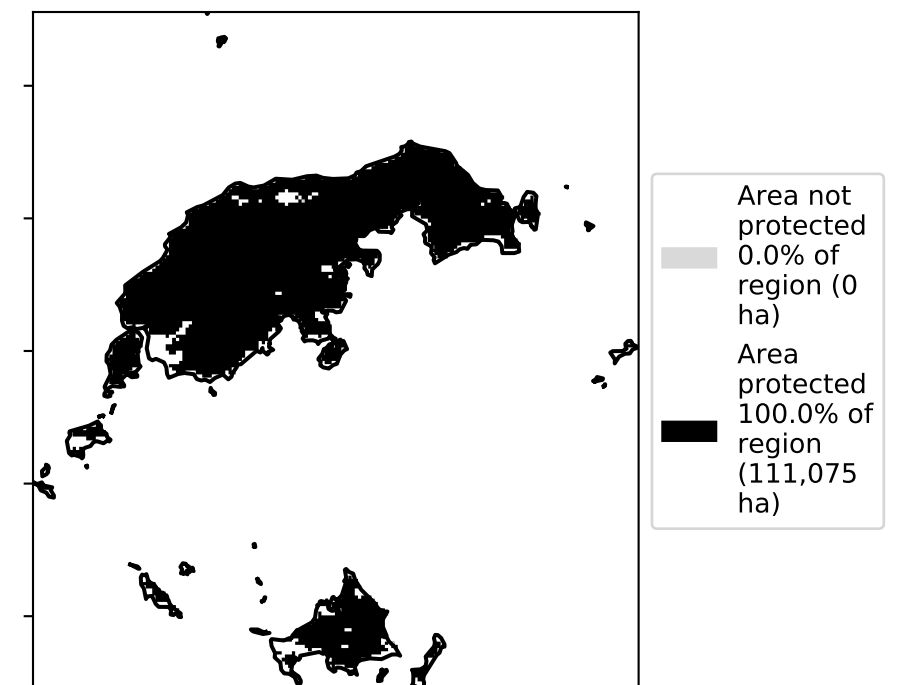 Area not
protected
0.0% of
region (0
ha)
Area
protected
100.0% of
region
(111,075
ha)